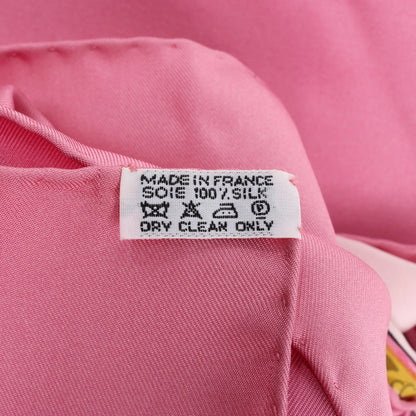 MADE IN FRANCE
SOIE 100% SILK
P
DRY CLEAN ONLY